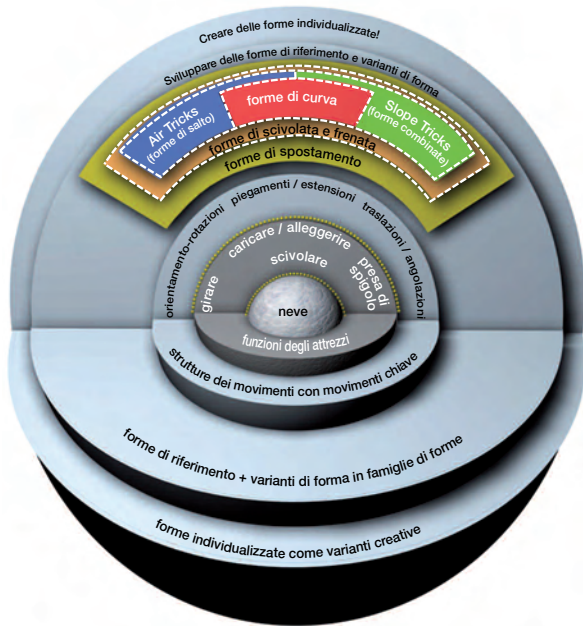 Creare delle forme individualizzate!
Sviluppare delle forme di riferimento e varianti di forma
Air Tricks
(forme di salto)
forme di curva
Slope Tricks
(forme combinate)
forme di scivolata e frenata
forme di spostamento
orientamento-rotazioni
piegamenti / estensioni
traslazioni / angolazioni
girare
caricare / alleggerire
presa di
spigolo
scivolare
neve
funzioni degli attrezzi
strutture dei movimenti con movimenti chiave
forme di riferimento + varianti di forma in famiglie di forme
forme individualizzate come varianti creative